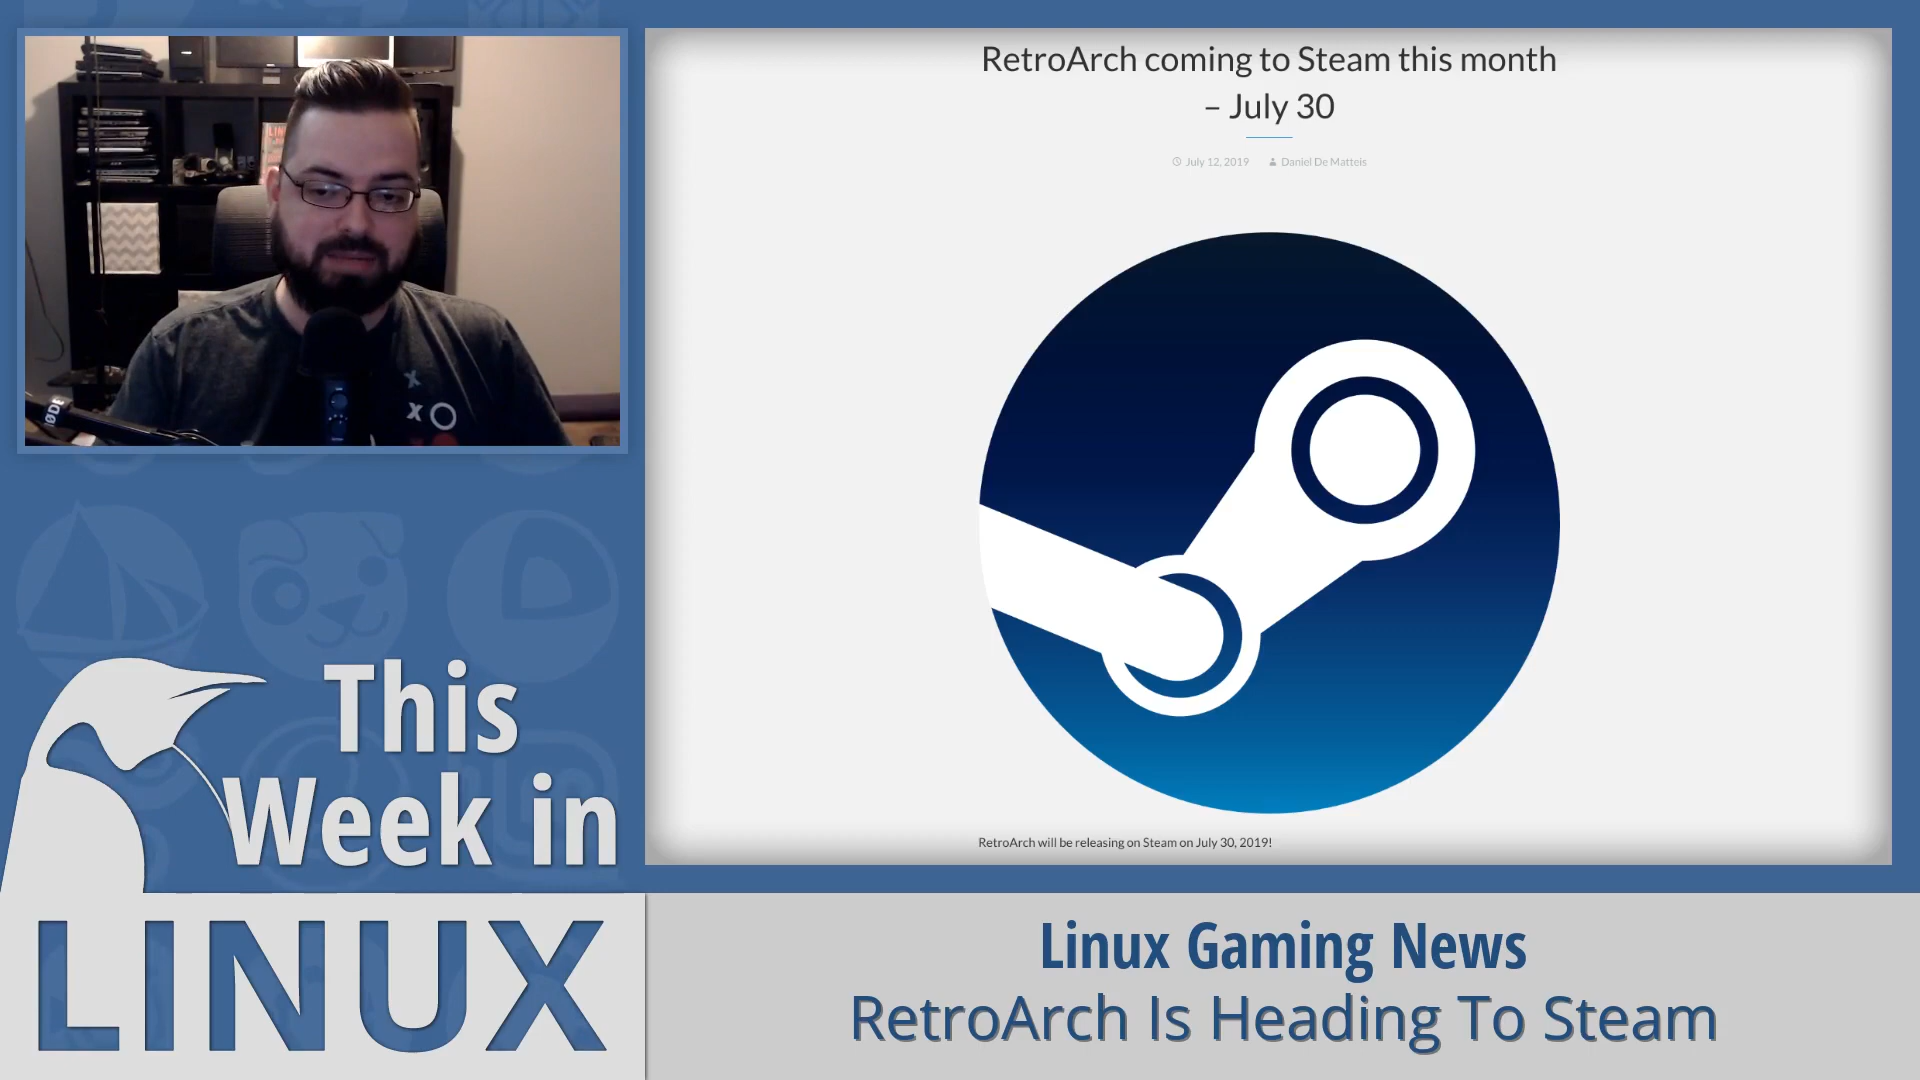 RetroArch coming to Steam this month
– July 30
July 12, 2019 Daniel De Matteis
RetroArch will be releasing on Steam on July 30, 2019!
RØDE
X
X O
This
Week in
LINUX
Linux Gaming News
RetroArch Is Heading To Steam